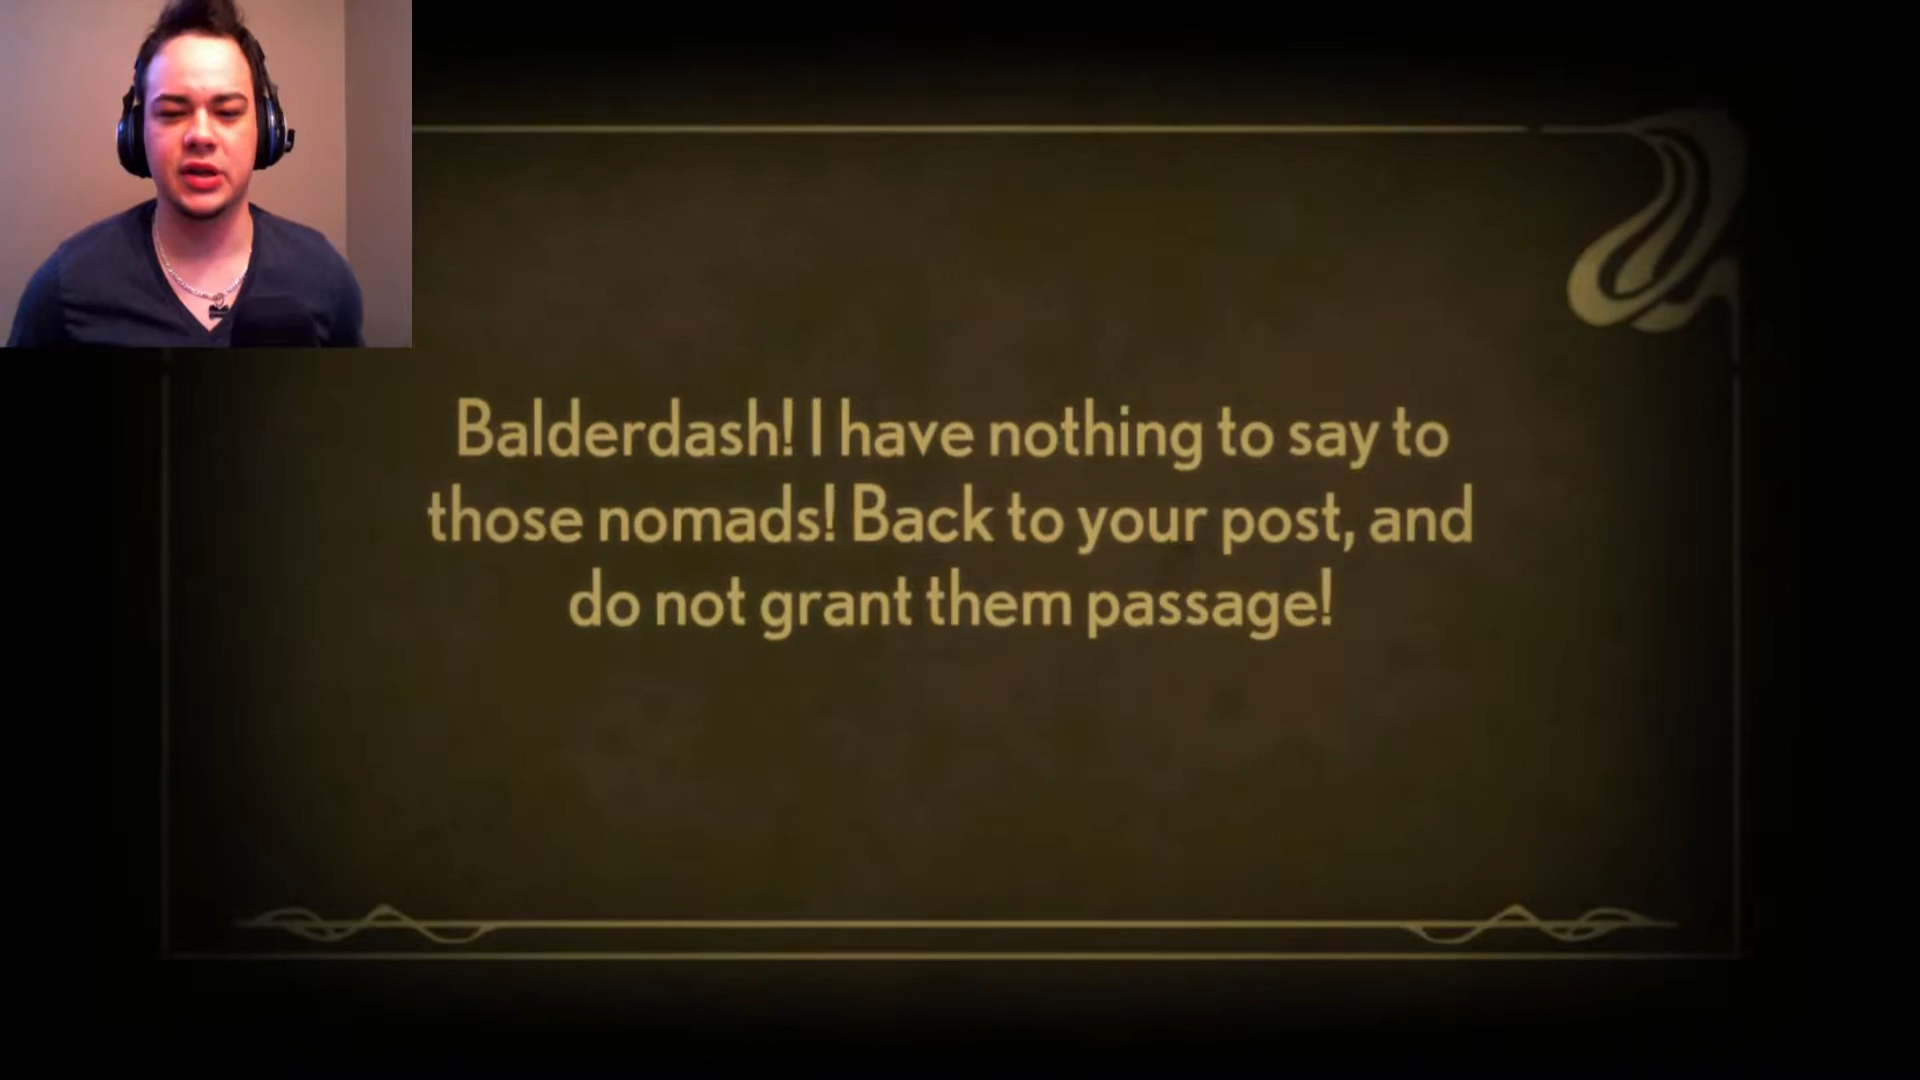 Balderdash! I have nothing to say to
those nomads! Back to your post, and
do not grant them passage!